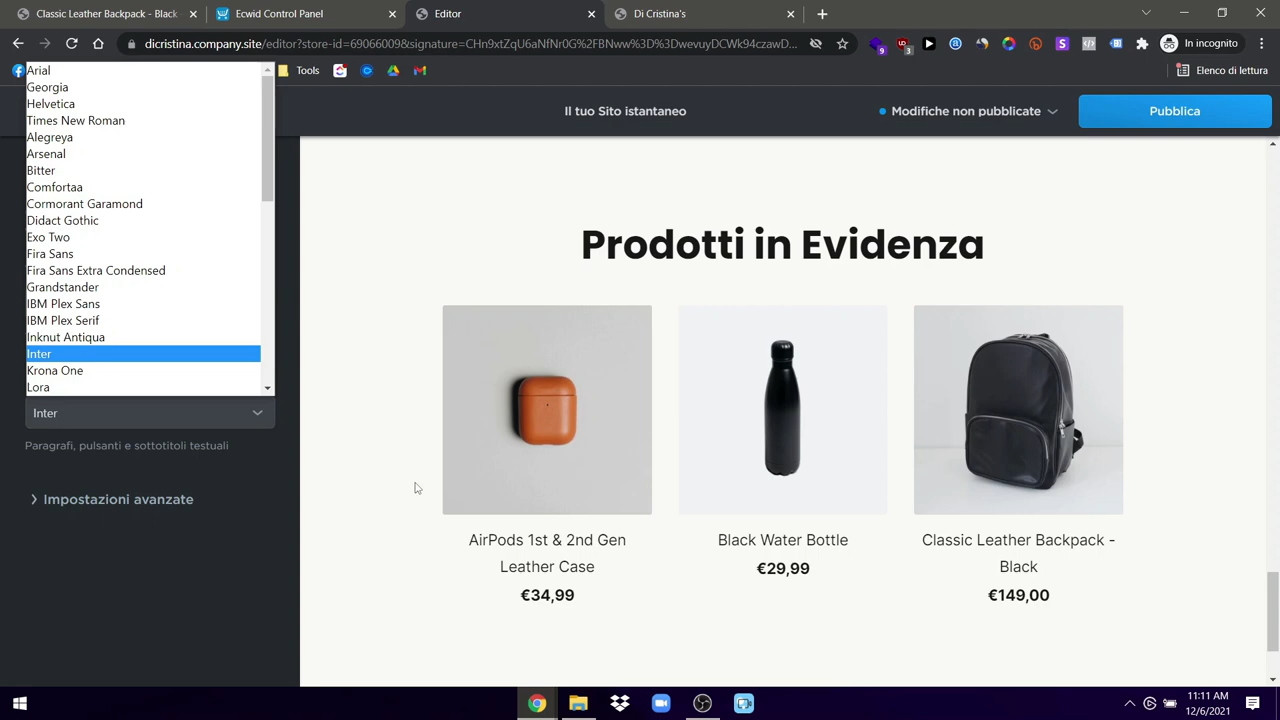 Classic Leather Backpack - Black
Ecwid Control Panel
Editor
Di Cristina's
dicristina.company.site/editor?store-id=69066009&signature=CHn9xtZqU6aNfNr0G%2FBNww%3D%3DwevuyDCWk94czawD...
In incognito
Tools
Elenco di lettura
Il tuo Sito istantaneo
Modifiche non pubblicate
Pubblica
Arial
Georgia
Helvetica
Times New Roman
Alegreya
Arsenal
Bitter
Comfortaa
Cormorant Garamond
Didact Gothic
Exo Two
Fira Sans
Fira Sans Extra Condensed
Grandstander
IBM Plex Sans
IBM Plex Serif
Inknut Antiqua
Inter
Krona One
Lora
Inter
Paragrafi, pulsanti e sottotitoli testuali
Impostazioni avanzate
Prodotti in Evidenza
AirPods 1st & 2nd Gen
Leather Case
€34,99
Black Water Bottle
€29,99
Classic Leather Backpack -
Black
€149,00
11:11 AM
12/6/2021